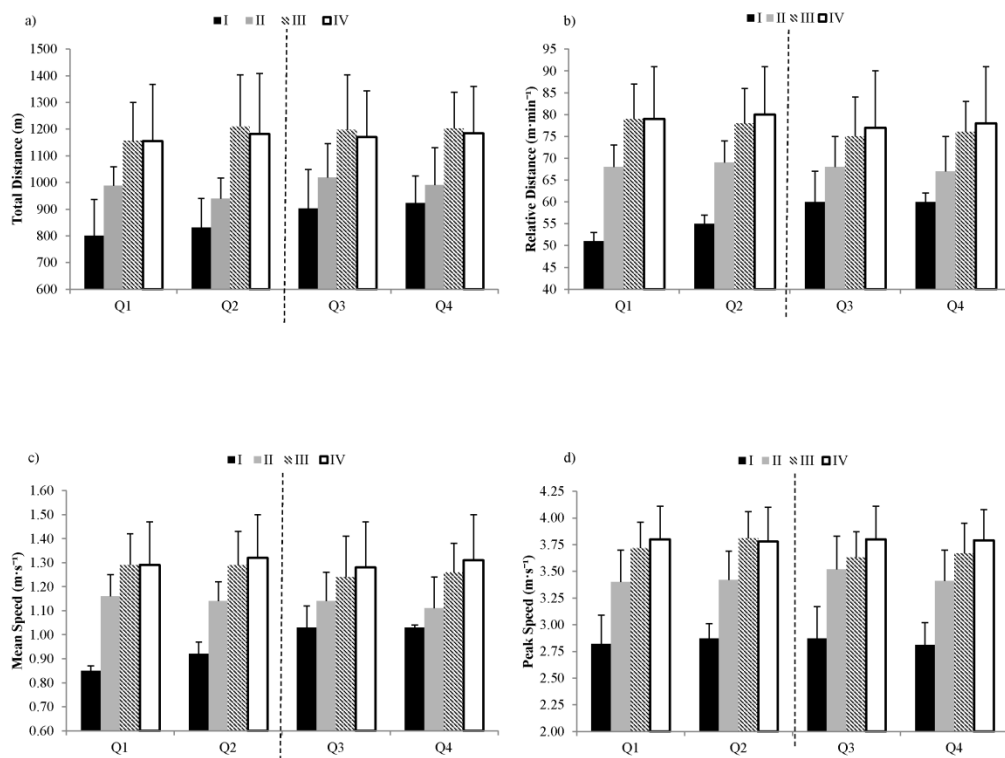 a)
I II III IV
Total Distance (m)
1500
1400
1300
1200
1100
1000
900
800
700
600
Q1 Q2 Q3 Q4
b)
I II III IV
Relative Distance (m·min⁻¹)
95
90
85
80
75
70
65
60
55
50
45
40
Q1 Q2 Q3 Q4
c)
I II III IV
Mean Speed (m·s⁻¹)
1.60
1.50
1.40
1.30
1.20
1.10
1.00
0.90
0.80
0.70
0.60
Q1 Q2 Q3 Q4
d)
I II III IV
Peak Speed (m·s⁻¹)
4.25
4.00
3.75
3.50
3.25
3.00
2.75
2.50
2.25
2.00
Q1 Q2 Q3 Q4